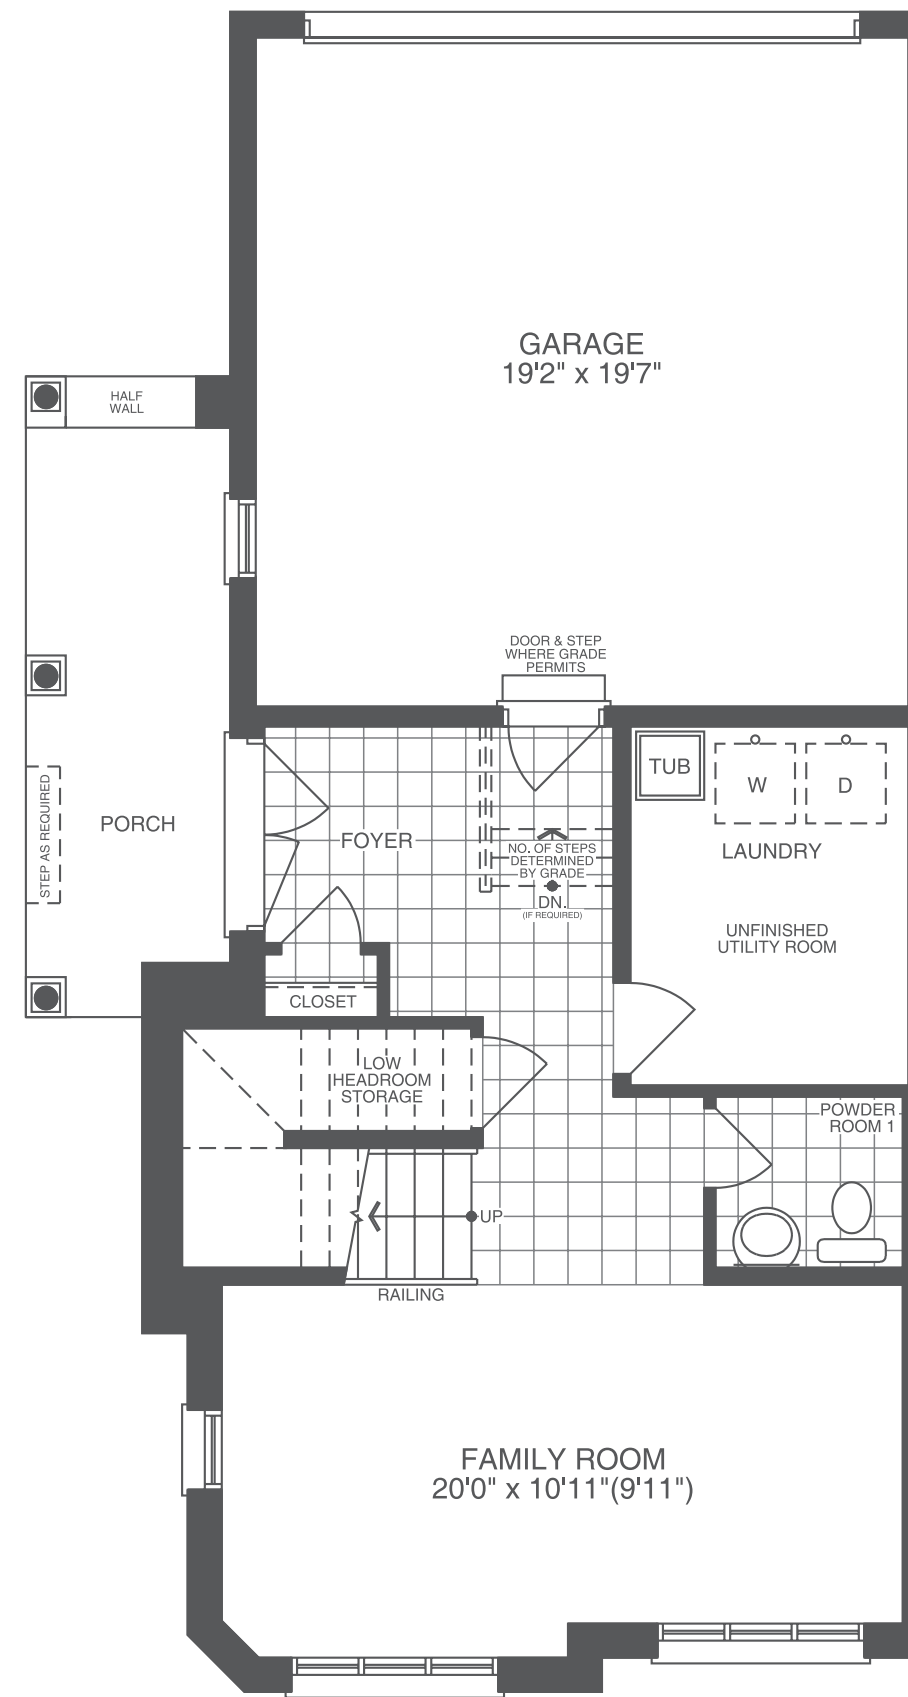 GARAGE
19'2" x 19'7"
HALF
WALL
DOOR & STEP
WHERE GRADE
PERMITS
STEP AS REQUIRED
PORCH
FOYER
NO. OF STEPS
DETERMINED
BY GRADE
DN.
(IF REQUIRED)
TUB
W
D
LAUNDRY
UNFINISHED
UTILITY ROOM
CLOSET
LOW
HEADROOM
STORAGE
POWDER
ROOM 1
UP
RAILING
FAMILY ROOM
20'0" x 10'11"(9'11")